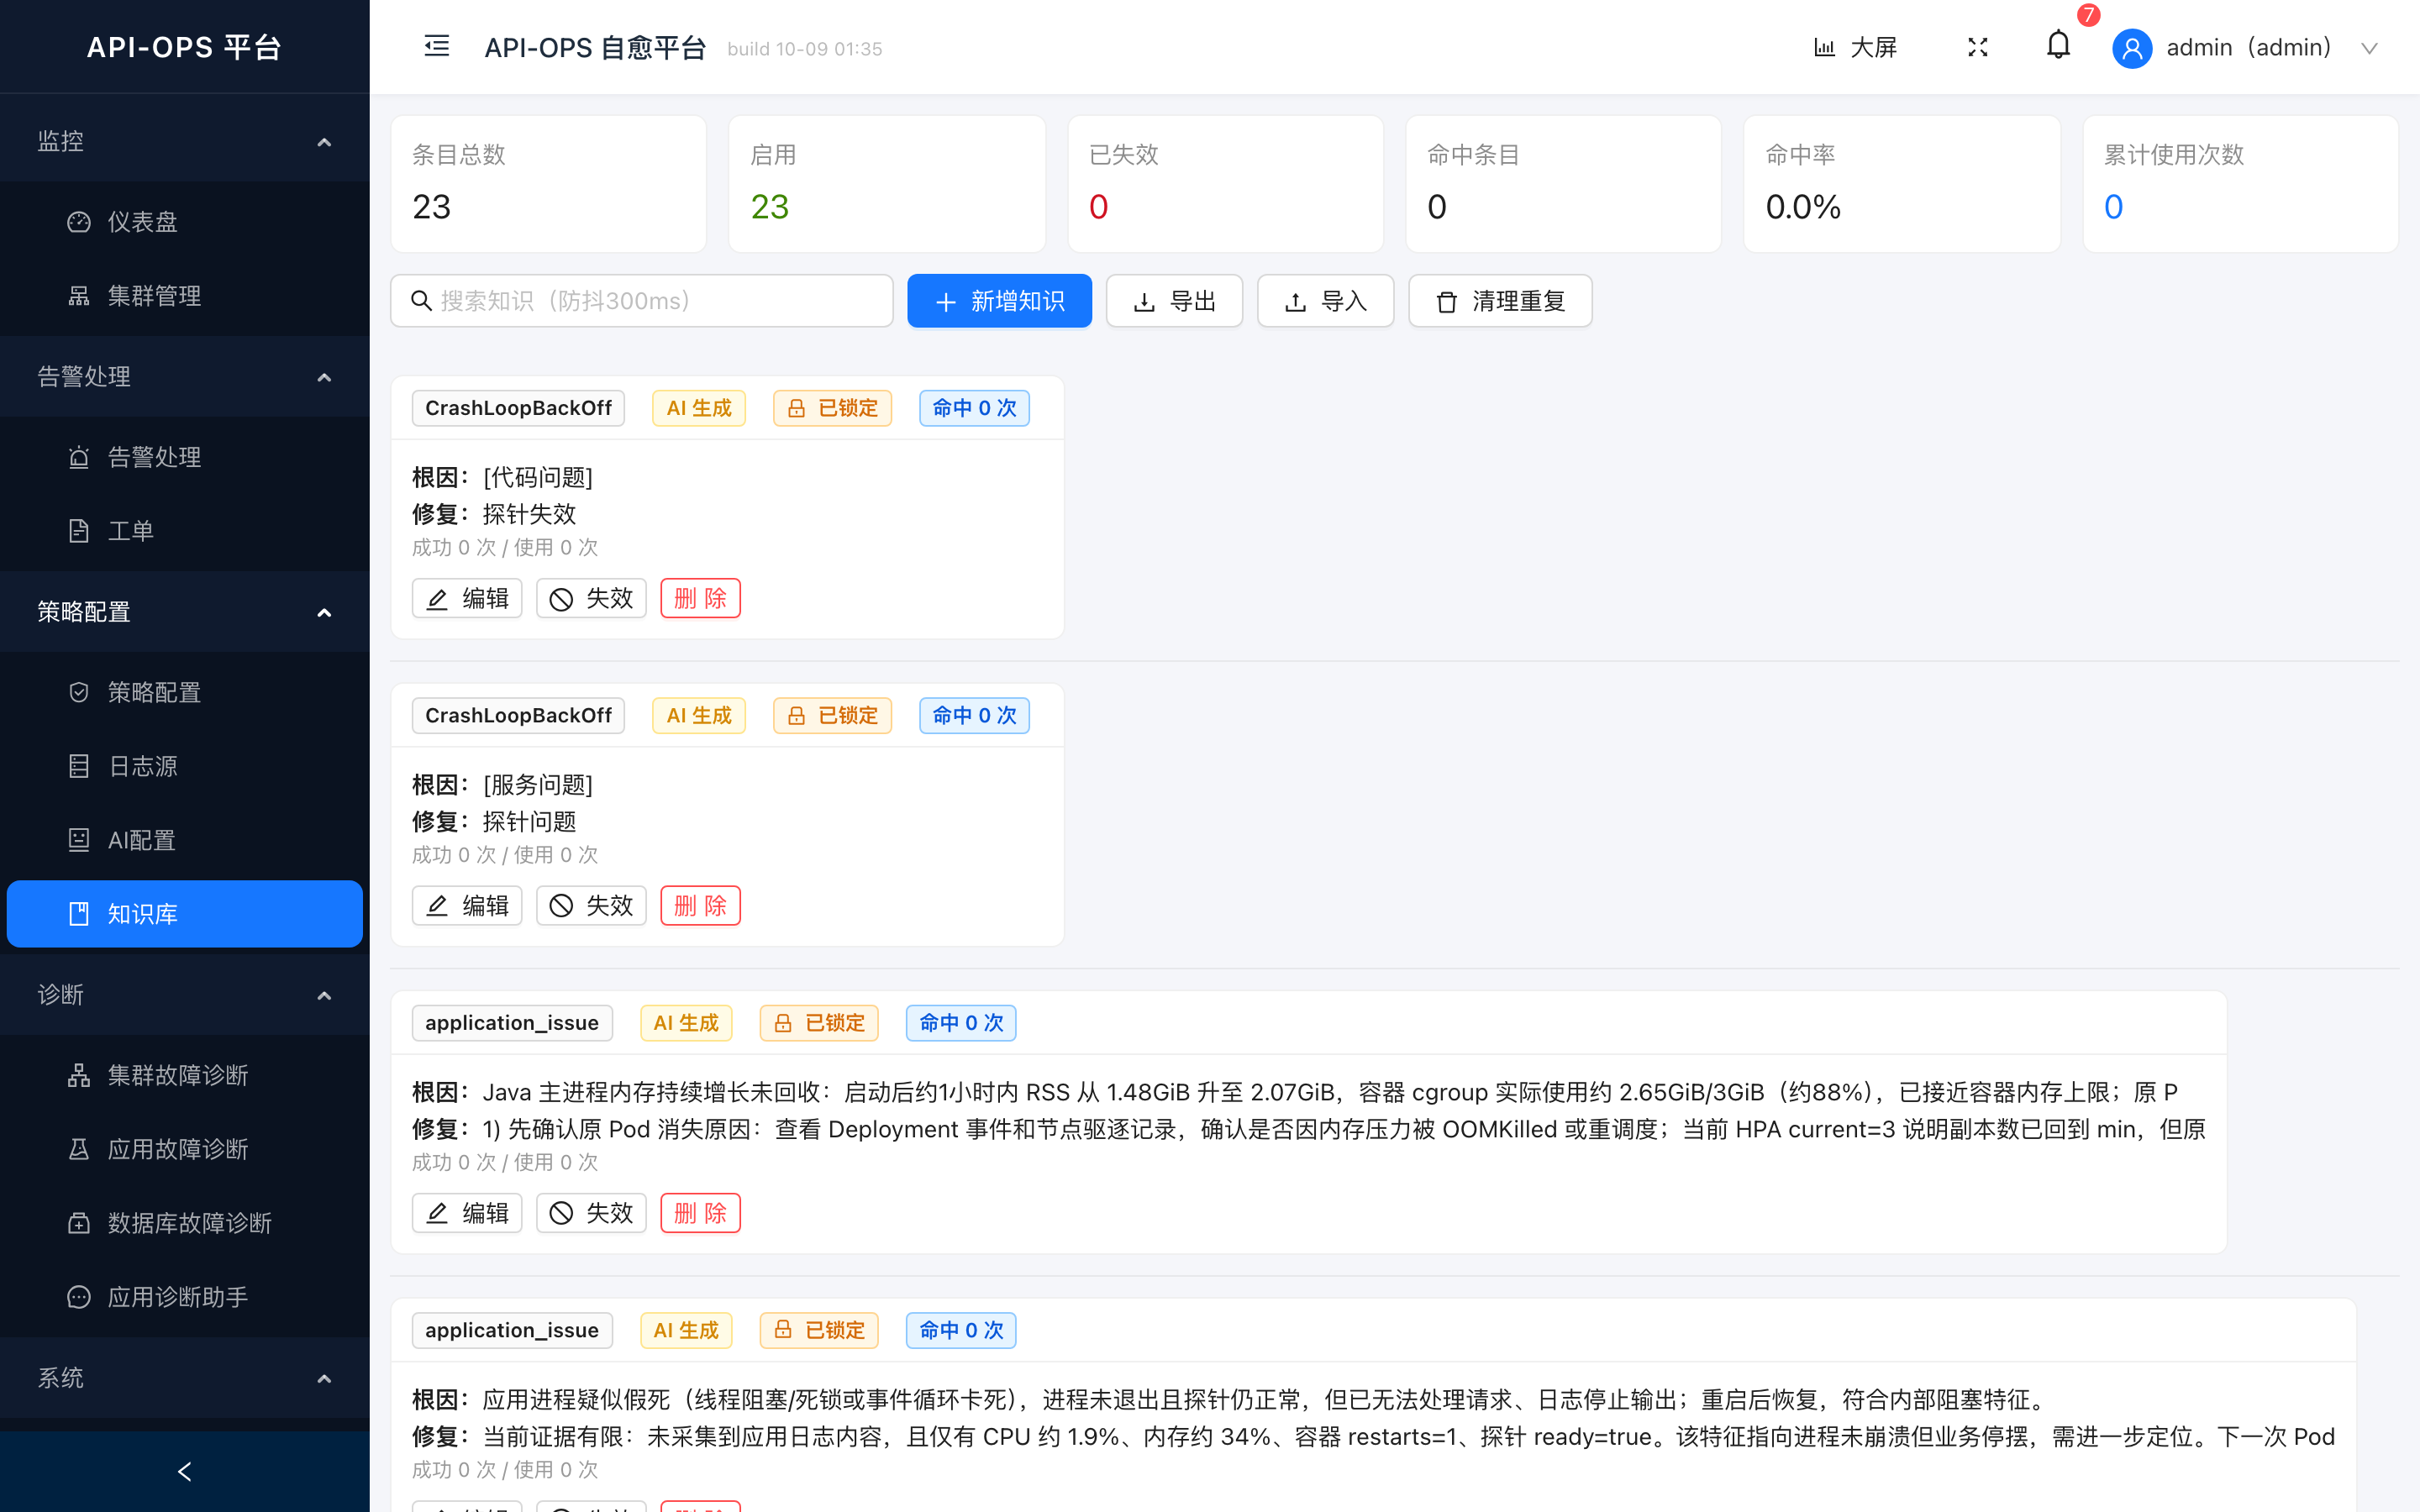 API-OPS 平台
监控
仪表盘
集群管理
告警处理
告警处理
工单
策略配置
策略配置
日志源
AI配置
知识库
诊断
集群故障诊断
应用故障诊断
数据库故障诊断
应用诊断助手
系统
API-OPS 自愈平台 build 10-09 01:35
大屏
7
admin（admin）
条目总数
23
启用
23
已失效
0
命中条目
0
命中率
0.0%
累计使用次数
0
搜索知识（防抖300ms）
新增知识
导出
导入
清理重复
CrashLoopBackOff AI 生成 已锁定 命中 0 次
根因：[代码问题]
修复：探针失效
成功 0 次 / 使用 0 次
编辑 失效 删 除
CrashLoopBackOff AI 生成 已锁定 命中 0 次
根因：[服务问题]
修复：探针问题
成功 0 次 / 使用 0 次
编辑 失效 删 除
application_issue AI 生成 已锁定 命中 0 次
根因：Java 主进程内存持续增长未回收：启动后约1小时内 RSS 从 1.48GiB 升至 2.07GiB，容器 cgroup 实际使用约 2.65GiB/3GiB（约88%），已接近容器内存上限；原 P
修复：1) 先确认原 Pod 消失原因：查看 Deployment 事件和节点驱逐记录，确认是否因内存压力被 OOMKilled 或重调度；当前 HPA current=3 说明副本数已回到 min，但原
成功 0 次 / 使用 0 次
编辑 失效 删 除
application_issue AI 生成 已锁定 命中 0 次
根因：应用进程疑似假死（线程阻塞/死锁或事件循环卡死），进程未退出且探针仍正常，但已无法处理请求、日志停止输出；重启后恢复，符合内部阻塞特征。
修复：当前证据有限：未采集到应用日志内容，且仅有 CPU 约 1.9%、内存约 34%、容器 restarts=1、探针 ready=true。该特征指向进程未崩溃但业务停摆，需进一步定位。下一次 Pod
成功 0 次 / 使用 0 次